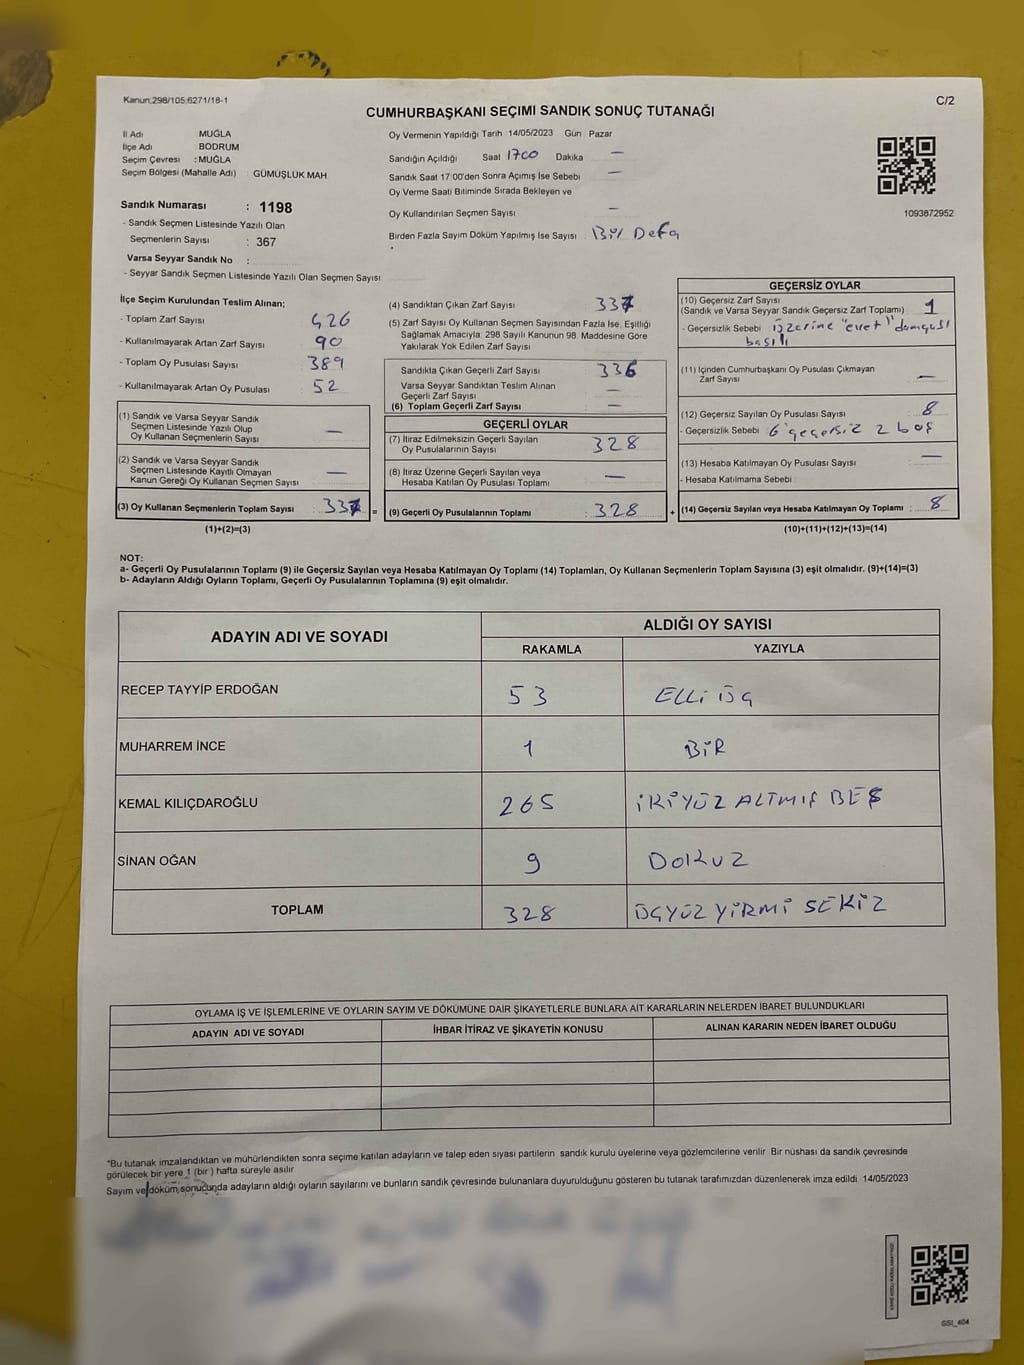 Kanun;298/105;6271/18-1
C/2
CUMHURBAŞKANI SEÇİMİ SANDIK SONUÇ TUTANAĞI
İl Adı MUĞLA
İlçe Adı BODRUM
Seçim Çevresi : MUĞLA
Seçim Bölgesi (Mahalle Adı) GÜMÜŞLÜK MAH
Sandık Numarası : 1198
- Sandık Seçmen Listesinde Yazılı Olan
Seçmenlerin Sayısı : 367
Varsa Seyyar Sandık No :
- Seyyar Sandık Seçmen Listesinde Yazılı Olan Seçmen Sayısı:
Oy Vermenin Yapıldığı Tarih 14/05/2023 Gün Pazar
Sandığın Açıldığı Saat 1700 Dakika —
Sandık Saat 17:00'den Sonra Açımış İse Sebebi —
Oy Verme Saati Bitiminde Sırada Bekleyen ve
Oy Kullandırılan Seçmen Sayısı —
Birden Fazla Sayım Döküm Yapılmış İse Sayısı : Bir Defa
1093872952
İlçe Seçim Kurulundan Teslim Alınan;
- Toplam Zarf Sayısı 426
- Kullanılmayarak Artan Zarf Sayısı : 90
- Toplam Oy Pusulası Sayısı : 389
- Kullanılmayarak Artan Oy Pusulası : 52
(1) Sandık ve Varsa Seyyar Sandık
Seçmen Listesinde Yazılı Olup
Oy Kullanan Seçmenlerin Sayısı —
(2) Sandık ve Varsa Seyyar Sandık
Seçmen Listesinde Kayıtlı Olmayan
Kanun Gereği Oy Kullanan Seçmen Sayısı —
(3) Oy Kullanan Seçmenlerin Toplam Sayısı : 337 =
(1)+(2)=(3)
(4) Sandıktan Çıkan Zarf Sayısı 337
(5) Zarf Sayısı Oy Kullanan Seçmen Sayısından Fazla İse, Eşitliği
Sağlamak Amacıyla; 298 Sayılı Kanunun 98. Maddesine Göre
Yakılarak Yok Edilen Zarf Sayısı
Sandıkta Çıkan Geçerli Zarf Sayısı 336
Varsa Seyyar Sandıktan Teslim Alınan
Geçerli Zarf Sayısı —
(6) Toplam Geçerli Zarf Sayısı —
GEÇERLİ OYLAR
(7) İtiraz Edilmeksizin Geçerli Sayılan
Oy Pusulalarının Sayısı 328
(8) İtiraz Üzerine Geçerli Sayılan veya
Hesaba Katılan Oy Pusulası Toplamı —
(9) Geçerli Oy Pusulalarının Toplamı : 328 +
GEÇERSİZ OYLAR
(10) Geçersiz Zarf Sayısı
(Sandık ve Varsa Seyyar Sandık Geçersiz Zarf Toplamı) 1
- Geçersizlik Sebebi üzerine "evet" damgası
basılı
(11) İçinden Cumhurbaşkanı Oy Pusulası Çıkmayan
Zarf Sayısı —
(12) Geçersiz Sayılan Oy Pusulası Sayısı 8
- Geçersizlik Sebebi 6 geçersiz 2 boş
(13) Hesaba Katılmayan Oy Pusulası Sayısı —
- Hesaba Katılmama Sebebi
(14) Geçersiz Sayılan veya Hesaba Katılmayan Oy Toplamı : 8
(10)+(11)+(12)+(13)=(14)
NOT:
a- Geçerli Oy Pusulalarının Toplamı (9) ile Geçersiz Sayılan veya Hesaba Katılmayan Oy Toplamı (14) Toplamları, Oy Kullanan Seçmenlerin Toplam Sayısına (3) eşit olmalıdır. (9)+(14)=(3)
b- Adayların Aldığı Oyların Toplamı, Geçerli Oy Pusulalarının Toplamına (9) eşit olmalıdır.
ADAYIN ADI VE SOYADI ALDIĞI OY SAYISI
RAKAMLA YAZIYLA
RECEP TAYYİP ERDOĞAN 53 ELLİ ÜÇ
MUHARREM İNCE 1 BİR
KEMAL KILIÇDAROĞLU 265 İKİYÜZ ALTMIŞ BEŞ
SİNAN OĞAN 9 DOKUZ
TOPLAM 328 ÜÇYÜZ YİRMİ SEKİZ
OYLAMA İŞ VE İŞLEMLERİNE VE OYLARIN SAYIM VE DÖKÜMÜNE DAİR ŞİKAYETLERLE BUNLARA AİT KARARLARIN NELERDEN İBARET BULUNDUKLARI
ADAYIN ADI VE SOYADI İHBAR İTİRAZ VE ŞİKAYETİN KONUSU ALINAN KARARIN NEDEN İBARET OLDUĞU
*Bu tutanak imzalandıktan ve mühürlendikten sonra seçime katılan adayların ve talep eden siyasi partilerin sandık kurulu üyelerine veya gözlemcilerine verilir. Bir nüshası da sandık çevresinde
görülecek bir yere 1 (bir) hafta süreyle asılır
Sayım ve döküm sonucunda adayların aldığı oyların sayılarını ve bunların sandık çevresinde bulunanlara duyurulduğunu gösteren bu tutanak tarafımızdan düzenlenerek imza edildi. 14/05/2023
SSI_404